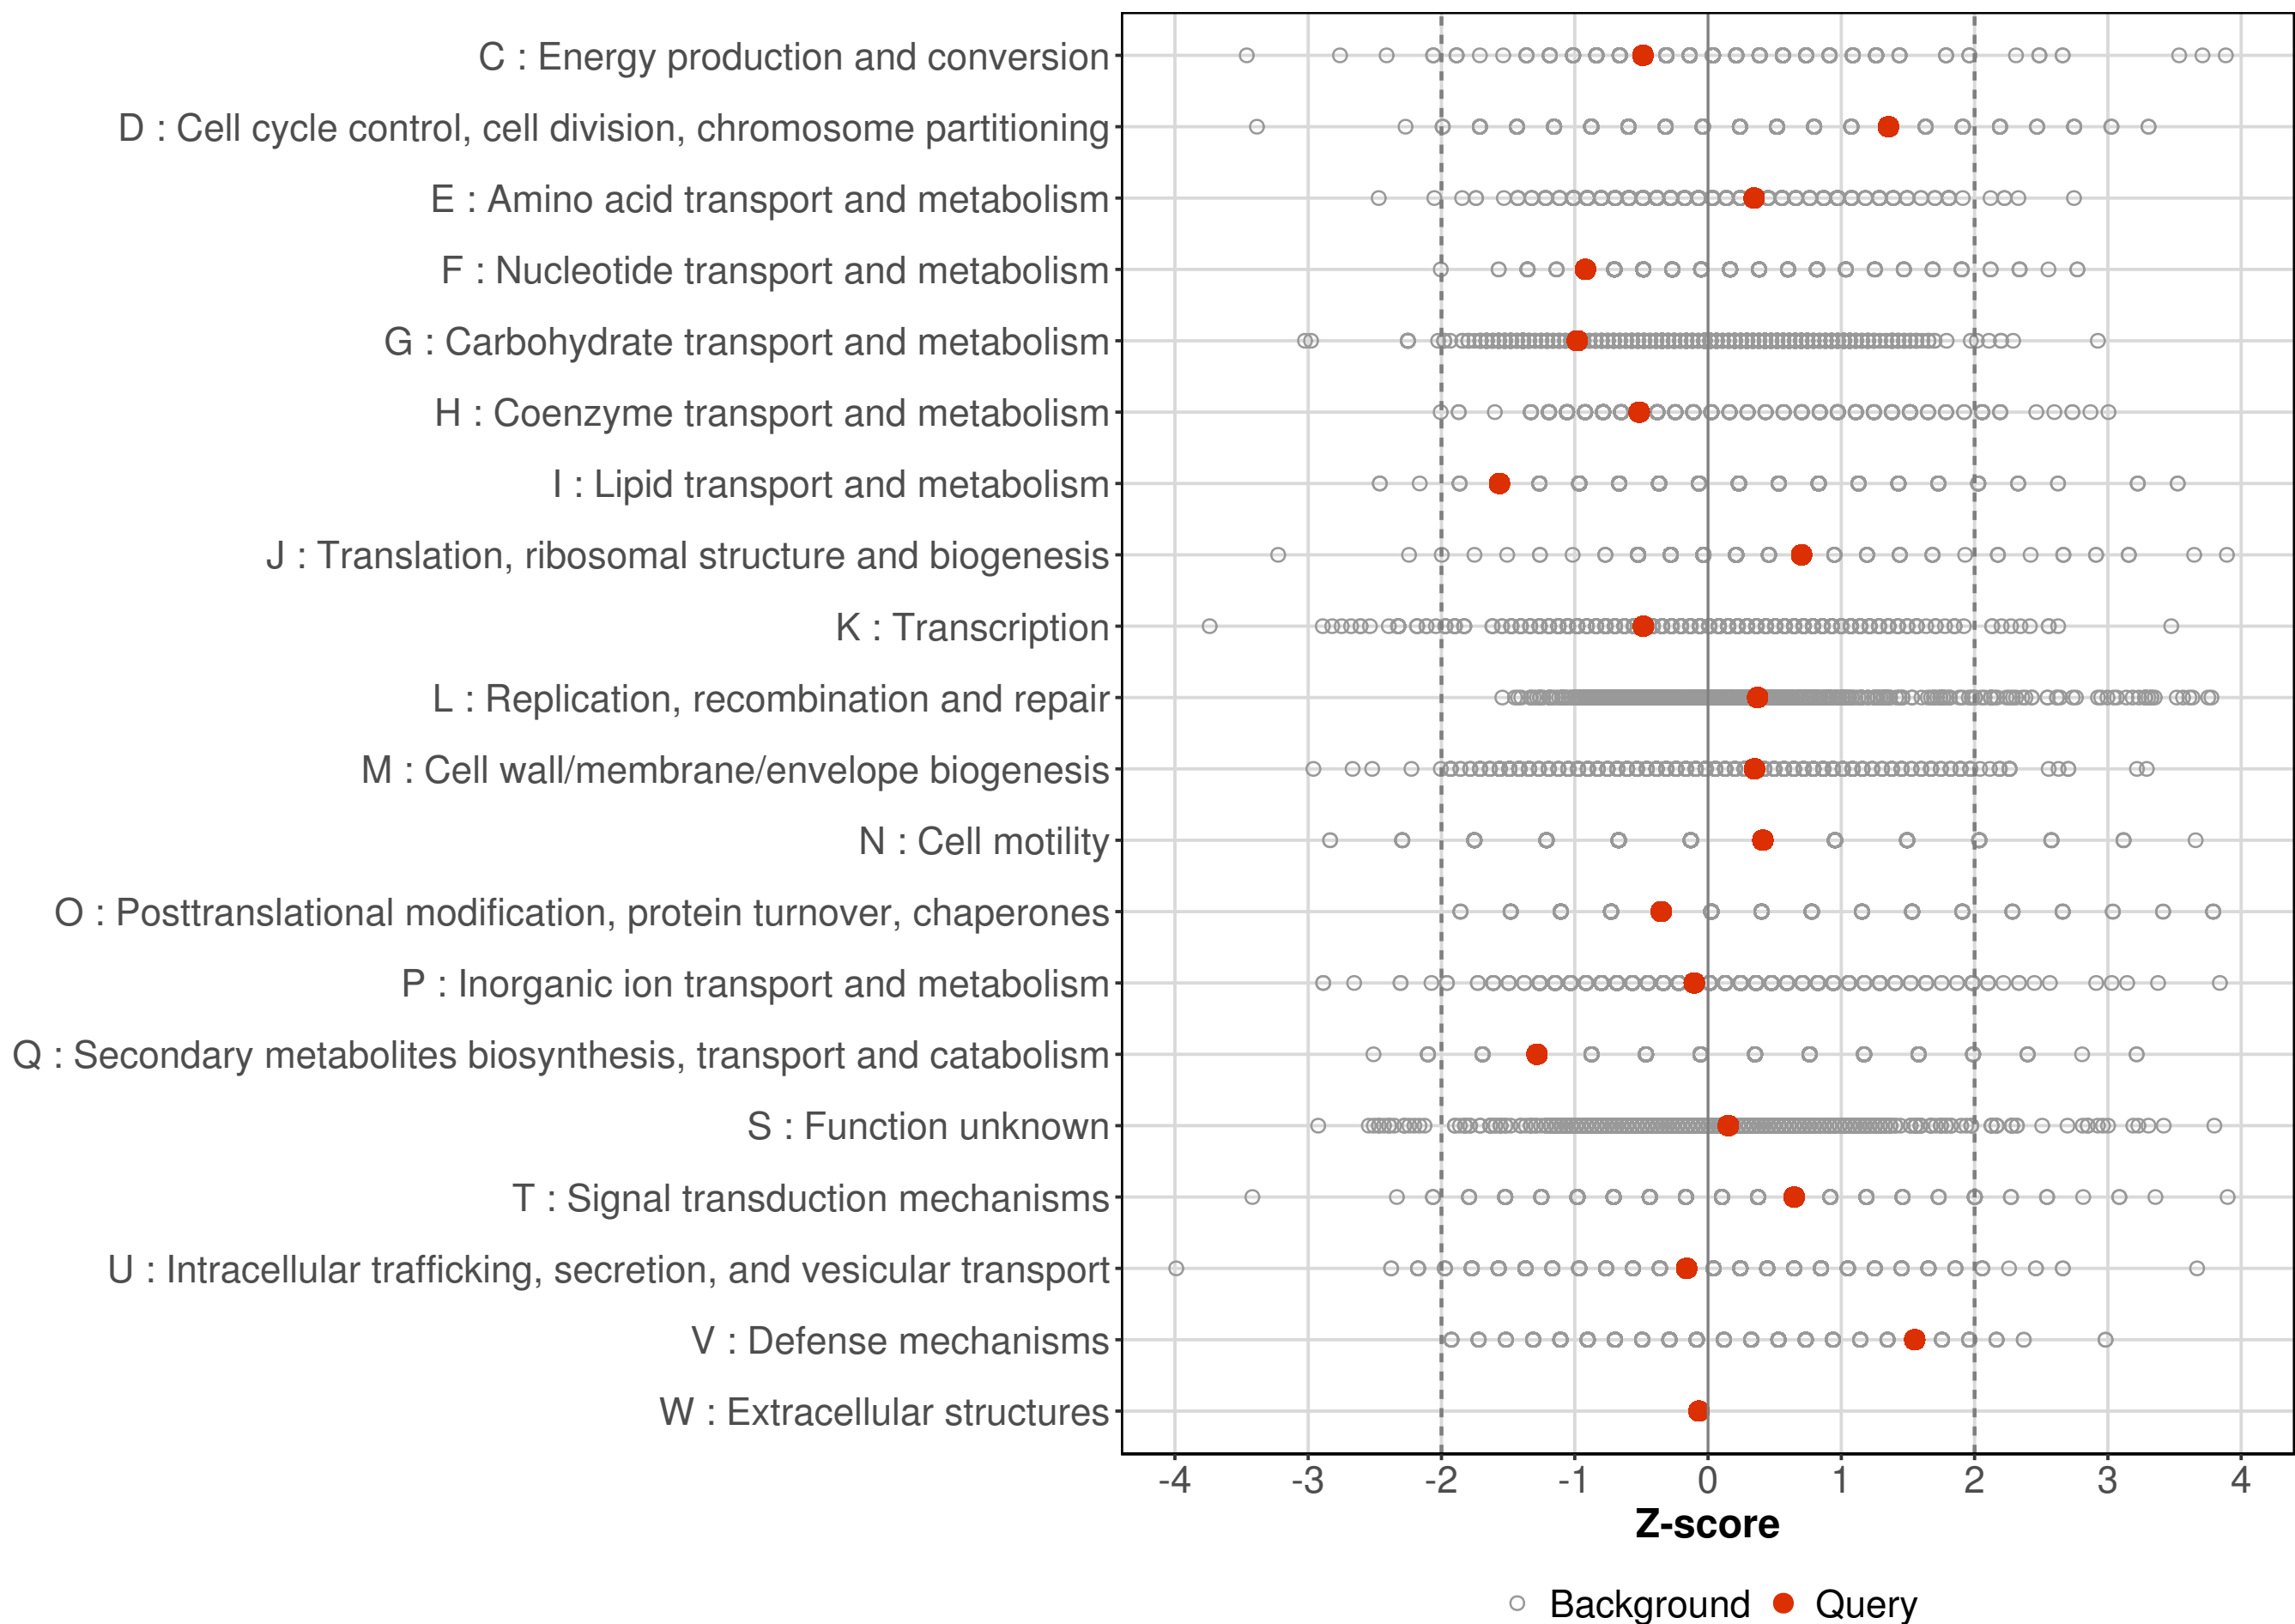 C : Energy production and conversion
D : Cell cycle control, cell division, chromosome partitioning
E : Amino acid transport and metabolism
F : Nucleotide transport and metabolism
G : Carbohydrate transport and metabolism
H : Coenzyme transport and metabolism
I : Lipid transport and metabolism
J : Translation, ribosomal structure and biogenesis
K : Transcription
L : Replication, recombination and repair
M : Cell wall/membrane/envelope biogenesis
N : Cell motility
O : Posttranslational modification, protein turnover, chaperones
P : Inorganic ion transport and metabolism
Q : Secondary metabolites biosynthesis, transport and catabolism
S : Function unknown
T : Signal transduction mechanisms
U : Intracellular trafficking, secretion, and vesicular transport
V : Defense mechanisms
W : Extracellular structures
-4 -3 -2 -1 0 1 2 3 4
Z-score
Background Query